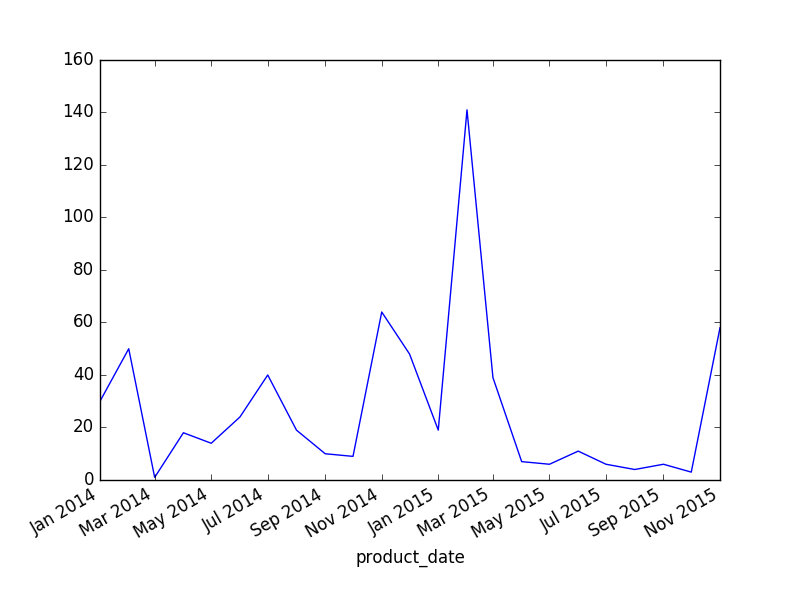 160
140
120
100
80
60
40
20
0
Jan 2014
Mar 2014
May 2014
Jul 2014
Sep 2014
Nov 2014
Jan 2015
Mar 2015
May 2015
Jul 2015
Sep 2015
Nov 2015
product_date